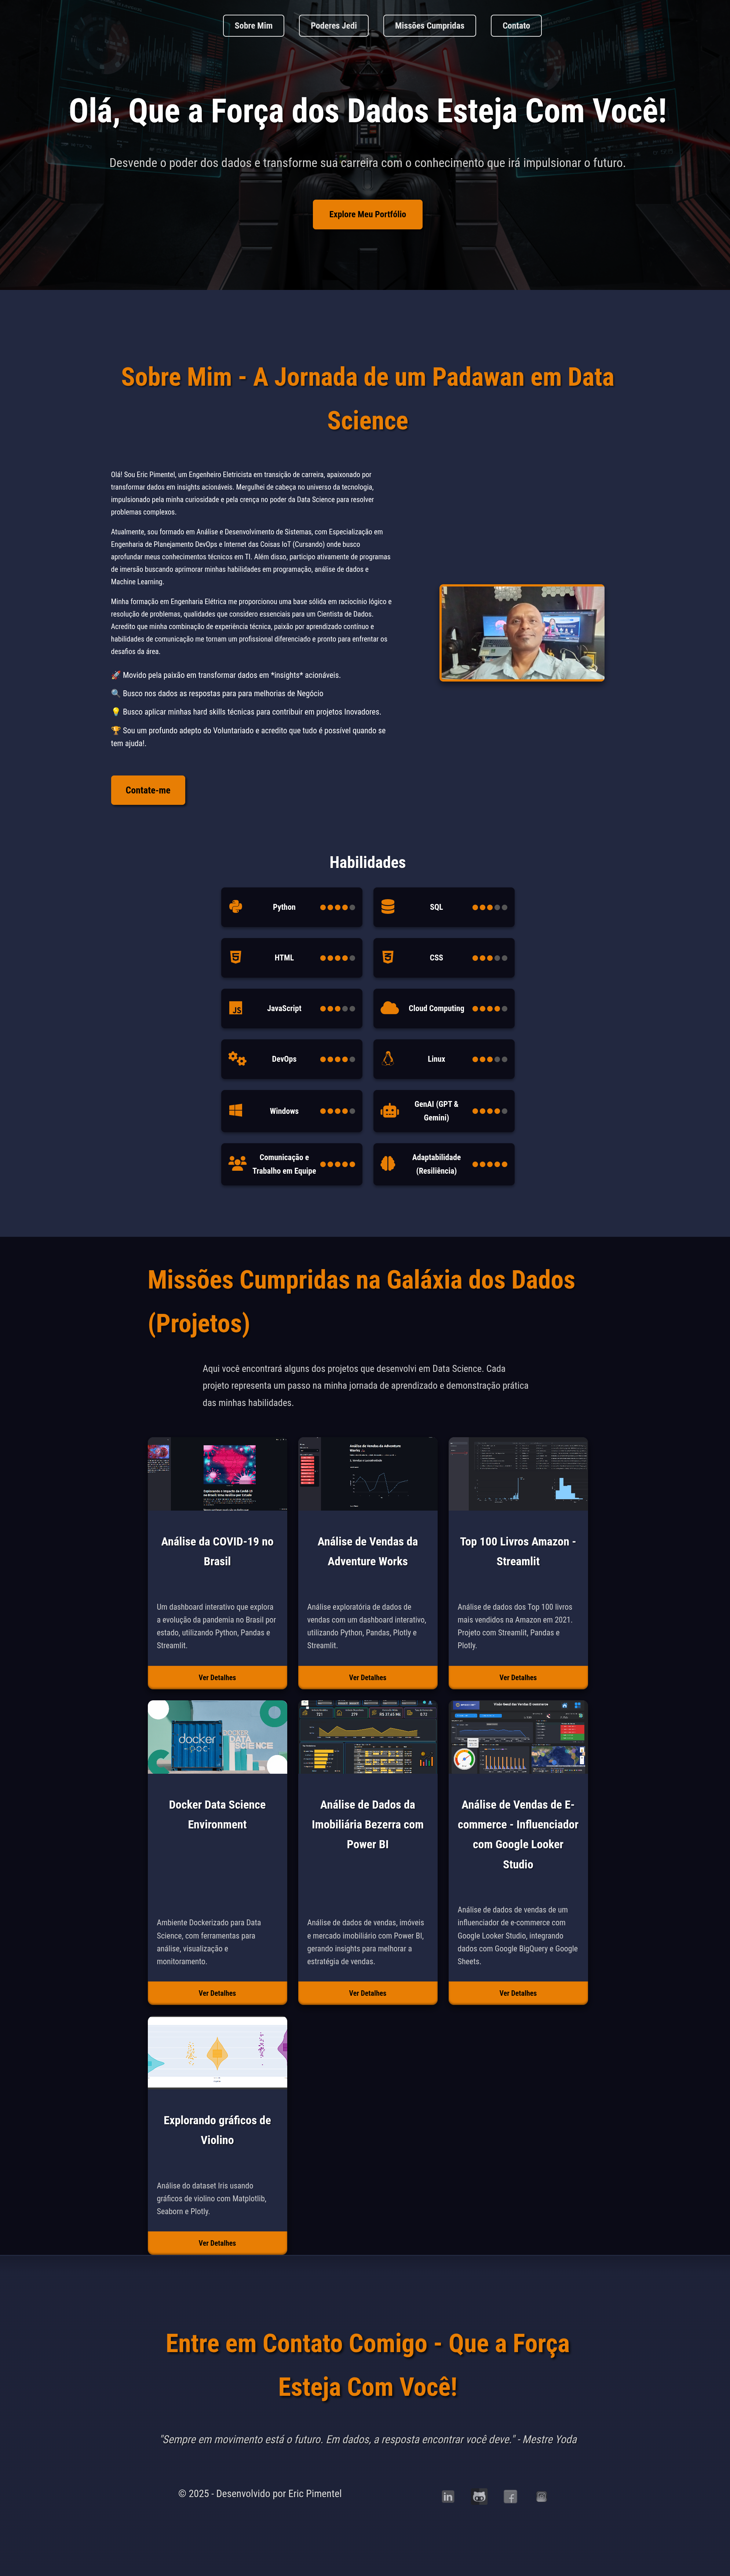 Sobre Mim
Poderes Jedi
Missões Cumpridas
Contato
Olá, Que a Força dos Dados Esteja Com Você!
Desvende o poder dos dados e transforme sua carreira com o conhecimento que irá impulsionar o futuro.
Explore Meu Portfólio
Sobre Mim - A Jornada de um Padawan em Data
Science
Olá! Sou Eric Pimentel, um Engenheiro Eletricista em transição de carreira, apaixonado por
transformar dados em insights acionáveis. Mergulhei de cabeça no universo da tecnologia,
impulsionado pela minha curiosidade e pela crença no poder da Data Science para resolver
problemas complexos.
Atualmente, sou formado em Análise e Desenvolvimento de Sistemas, com Especialização em
Engenharia de Planejamento DevOps e Internet das Coisas IoT (Cursando) onde busco
aprofundar meus conhecimentos técnicos em TI. Além disso, participo ativamente de programas
de imersão buscando aprimorar minhas habilidades em programação, análise de dados e
Machine Learning.
Minha formação em Engenharia Elétrica me proporcionou uma base sólida em raciocínio lógico e
resolução de problemas, qualidades que considero essenciais para um Cientista de Dados.
Acredito que minha combinação de experiência técnica, paixão por aprendizado contínuo e
habilidades de comunicação me tornam um profissional diferenciado e pronto para enfrentar os
desafios da área.
🚀 Movido pela paixão em transformar dados em *insights* acionáveis.
🔍 Busco nos dados as respostas para para melhorias de Negócio
💡 Busco aplicar minhas hard skills técnicas para contribuir em projetos Inovadores.
🏆 Sou um profundo adepto do Voluntariado e acredito que tudo é possível quando se
tem ajuda!.
Contate-me
Habilidades
Python
SQL
HTML
CSS
JavaScript
Cloud Computing
DevOps
Linux
Windows
GenAI (GPT &
Gemini)
Comunicação e
Trabalho em Equipe
Adaptabilidade
(Resiliência)
Missões Cumpridas na Galáxia dos Dados
(Projetos)
Aqui você encontrará alguns dos projetos que desenvolvi em Data Science. Cada
projeto representa um passo na minha jornada de aprendizado e demonstração prática
das minhas habilidades.
Análise da COVID-19 no
Brasil
Um dashboard interativo que explora
a evolução da pandemia no Brasil por
estado, utilizando Python, Pandas e
Streamlit.
Ver Detalhes
Análise de Vendas da Adventure
Works
Análise de Vendas da
Adventure Works
Análise exploratória de dados de
vendas com um dashboard interativo,
utilizando Python, Pandas, Plotly e
Streamlit.
Ver Detalhes
Top 100 Livros Amazon -
Streamlit
Análise de dados dos Top 100 livros
mais vendidos na Amazon em 2021.
Projeto com Streamlit, Pandas e
Plotly.
Ver Detalhes
docker
DOCKER
DATA
SCIENCE
Docker Data Science
Environment
Ambiente Dockerizado para Data
Science, com ferramentas para
análise, visualização e
monitoramento.
Ver Detalhes
Análise de Dados da
Imobiliária Bezerra com
Power BI
Análise de dados de vendas, imóveis
e mercado imobiliário com Power BI,
gerando insights para melhorar a
estratégia de vendas.
Ver Detalhes
Análise de Vendas de E-
commerce - Influenciador
com Google Looker
Studio
Análise de dados de vendas de um
influenciador de e-commerce com
Google Looker Studio, integrando
dados com Google BigQuery e Google
Sheets.
Ver Detalhes
Explorando gráficos de
Violino
Análise do dataset Iris usando
gráficos de violino com Matplotlib,
Seaborn e Plotly.
Ver Detalhes
Entre em Contato Comigo - Que a Força
Esteja Com Você!
"Sempre em movimento está o futuro. Em dados, a resposta encontrar você deve." - Mestre Yoda
© 2025 - Desenvolvido por Eric Pimentel